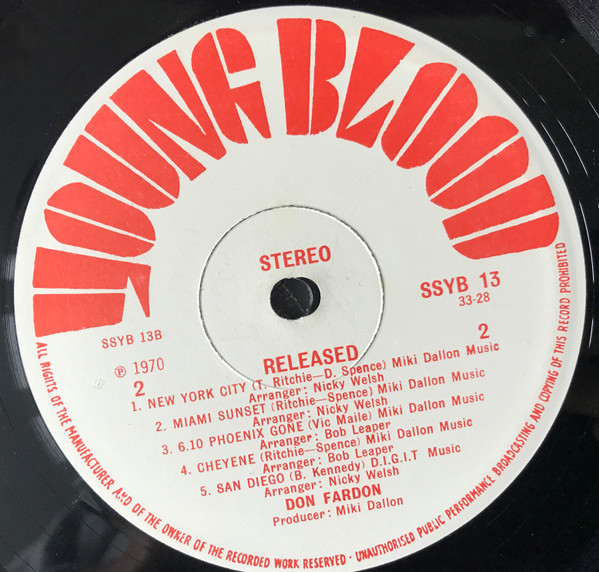 YOUNG BLOOD
STEREO
SSYB 13
33-28
SSYB 13B
℗ 1970
2
2
RELEASED
1. NEW YORK CITY (T. Ritchie—D. Spence) Miki Dallon Music
Arranger: Nicky Welsh
2. MIAMI SUNSET (Ritchie—Spence) Miki Dallon Music
Arranger: Nicky Welsh
3. 6.10 PHOENIX GONE (Vic Maile) Miki Dallon Music
Arranger: Bob Leaper
4. CHEYENE (Ritchie—Spence) Miki Dallon Music
Arranger: Bob Leaper
5. SAN DIEGO (B. Kennedy) D.I.G.I.T Music
Arranger: Nicky Welsh
DON FARDON
Producer: Miki Dallon
ALL RIGHTS OF THE MANUFACTURER AND OF THE OWNER OF THE RECORDED WORK RESERVED · UNAUTHORISED PUBLIC PERFORMANCE BROADCASTING AND COPYING OF THIS RECORD PROHIBITED